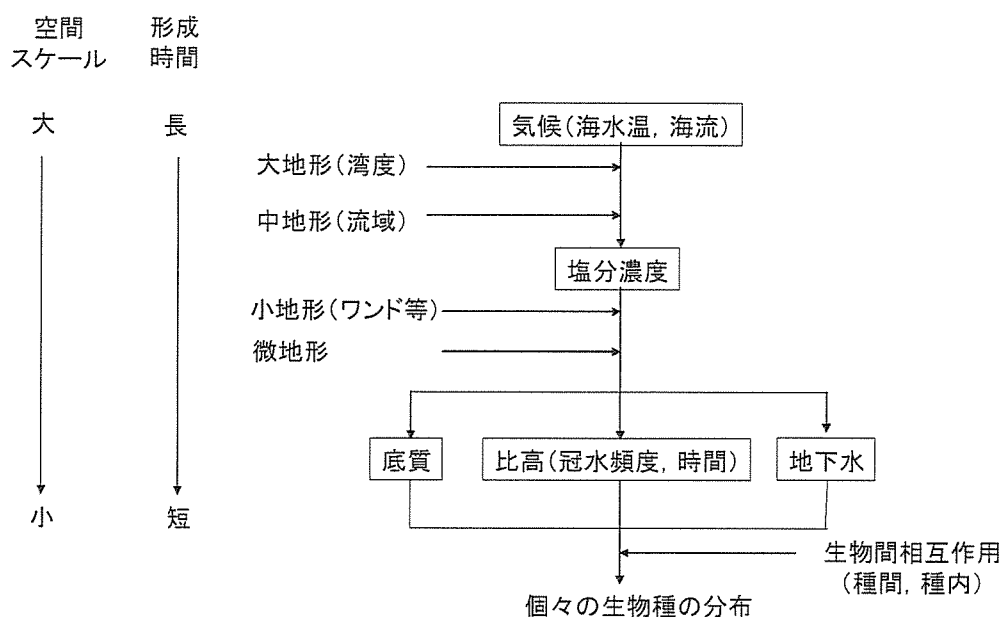 空間
スケール
形成
時間
大
長
気候(海水温, 海流)
大地形(湾度)
中地形(流域)
塩分濃度
小地形(ワンド等)
微地形
底質
比高(冠水頻度, 時間)
地下水
小
短
生物間相互作用
(種間, 種内)
個々の生物種の分布